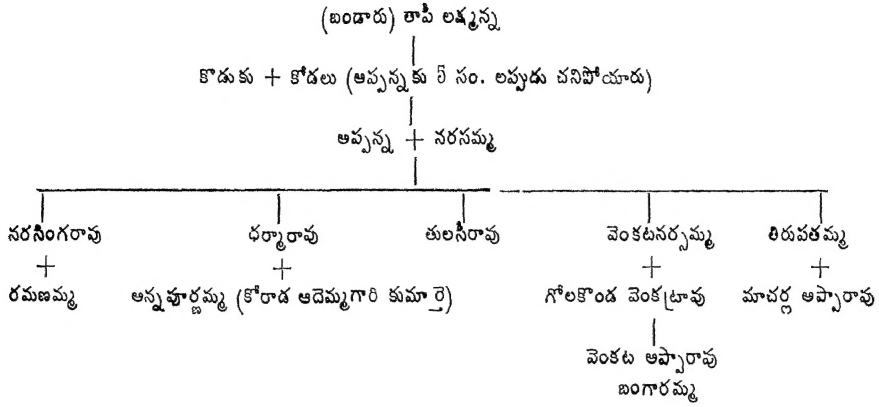 (బండారు) తాపీ లక్ష్మన్న
కొడుకు + కోడలు (అప్పన్నకు 5 సం. లప్పుడు చనిపోయారు)
అప్పన్న + నరసమ్మ
నరసింగరావు ధర్మారావు తులసీరావు వెంకటనర్సమ్మ తిరుపతమ్మ
+ + + +
రమణమ్మ అన్నపూర్ణమ్మ (కోరాడ ఆదెమ్మగారి కుమార్తె) గోలకొండ వెంకట్రావు మాచర్ల అప్పారావు
వెంకట అప్పారావు
బంగారమ్మ